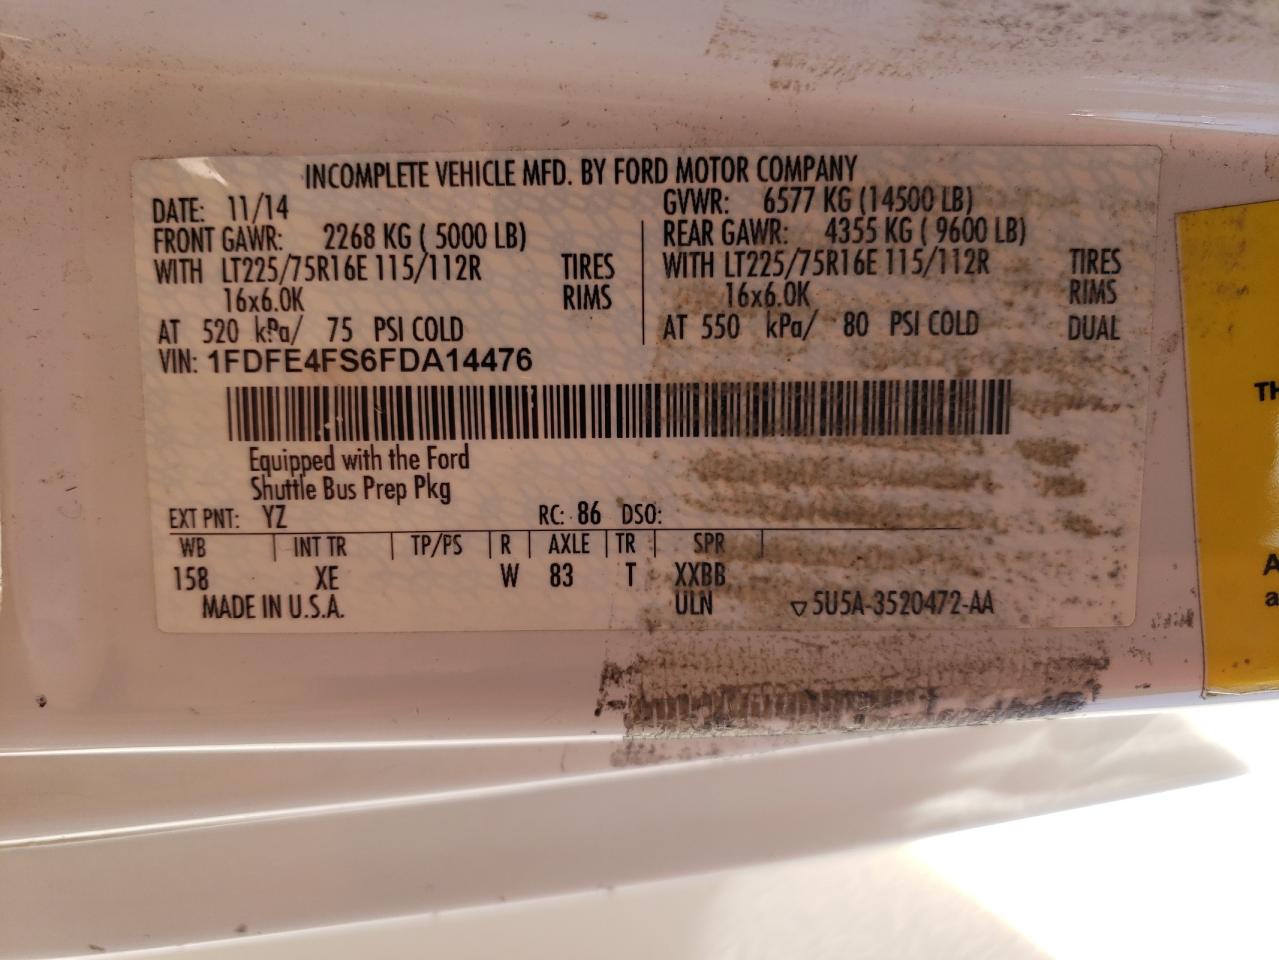 INCOMPLETE VEHICLE MFD. BY FORD MOTOR COMPANY
DATE: 11/14 GVWR: 6577 KG (14500 LB)
FRONT GAWR: 2268 KG ( 5000 LB) REAR GAWR: 4355 KG ( 9600 LB)
WITH LT225/75R16E 115/112R TIRES WITH LT225/75R16E 115/112R TIRES
16x6.0K RIMS 16x6.0K RIMS
AT 520 kPa/ 75 PSI COLD AT 550 kPa/ 80 PSI COLD DUAL
VIN: 1FDFE4FS6FDA14476
Equipped with the Ford
Shuttle Bus Prep Pkg
EXT PNT: YZ RC: 86 DSO:
WB INT TR TP/PS R AXLE TR SPR
158 XE W 83 T XXBB
MADE IN U.S.A. ULN ▽5U5A-3520472-AA